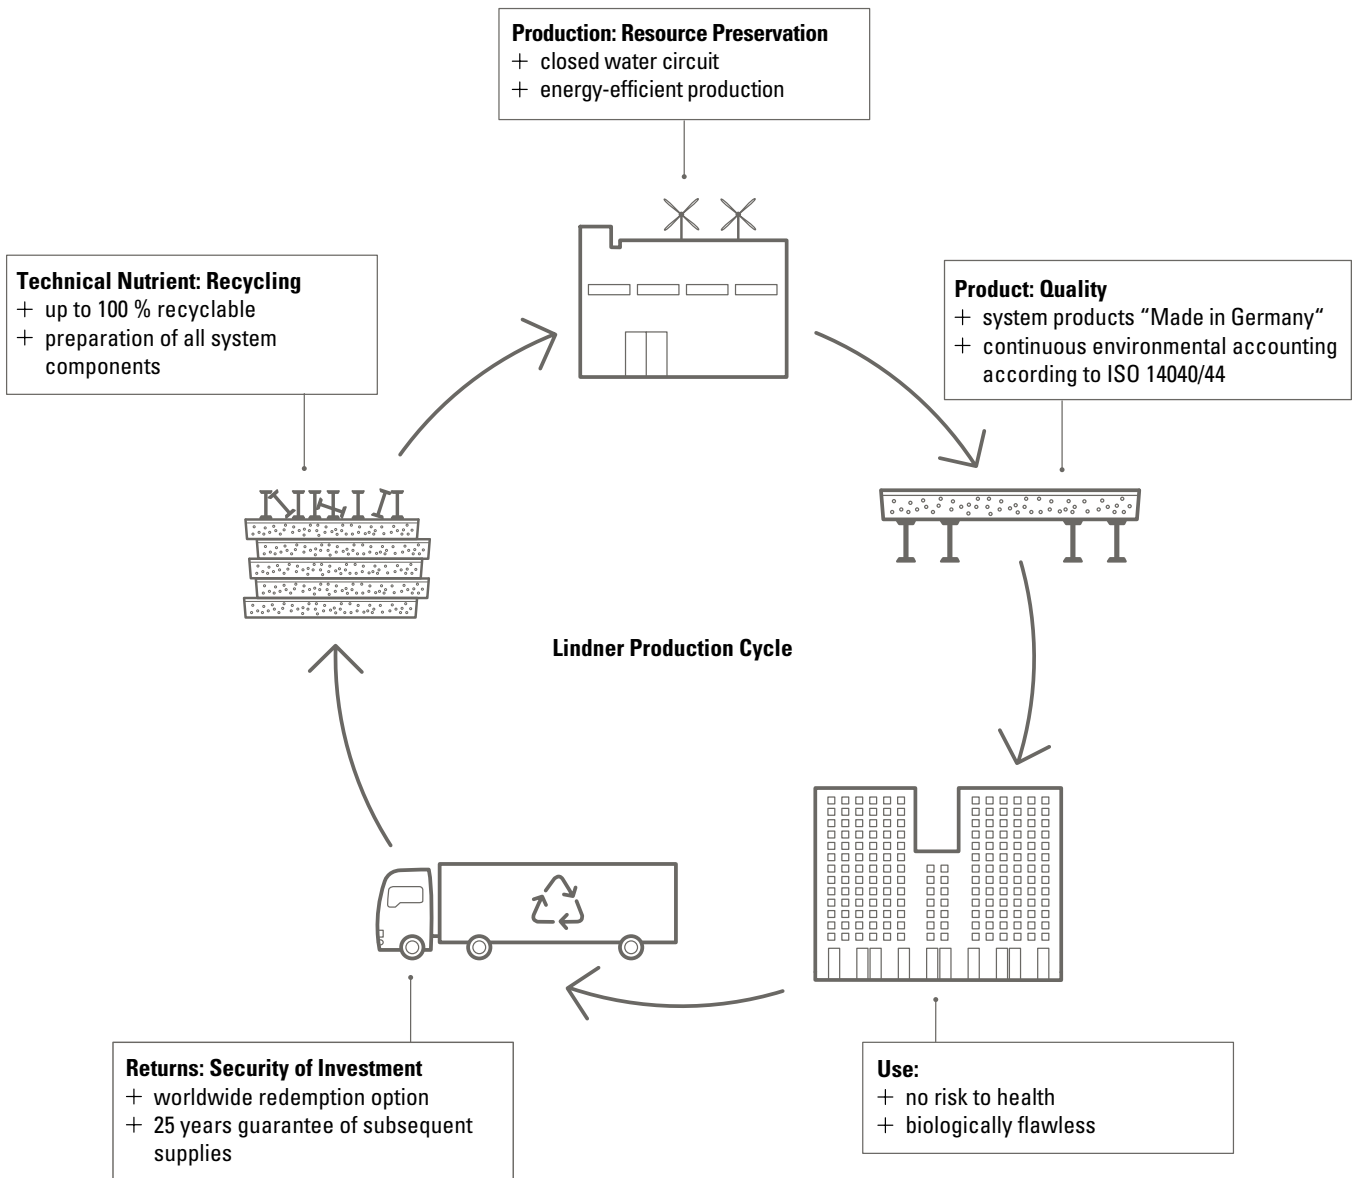 Production: Resource Preservation
+ closed water circuit
+ energy-efficient production
Technical Nutrient: Recycling
+ up to 100 % recyclable
+ preparation of all system
components
Product: Quality
+ system products “Made in Germany“
+ continuous environmental accounting
according to ISO 14040/44
Lindner Production Cycle
Returns: Security of Investment
+ worldwide redemption option
+ 25 years guarantee of subsequent
supplies
Use:
+ no risk to health
+ biologically flawless